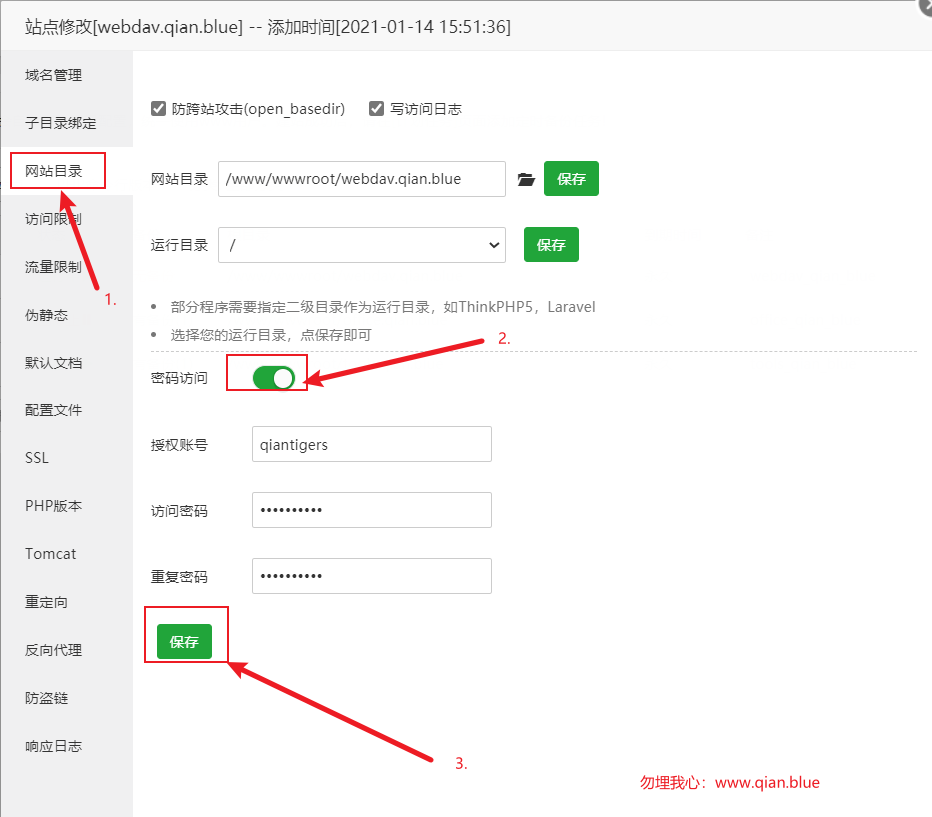 站点修改[webdav.qian.blue] -- 添加时间[2021-01-14 15:51:36]
域名管理
子目录绑定
网站目录
访问限制
流量限制
伪静态
默认文档
配置文件
SSL
PHP版本
Tomcat
重定向
反向代理
防盗链
响应日志
1.
防跨站攻击(open_basedir) 写访问日志
网站目录 /www/wwwroot/webdav.qian.blue 保存
运行目录 / 保存
部分程序需要指定二级目录作为运行目录，如ThinkPHP5，Laravel
选择您的运行目录，点保存即可
2.
密码访问
授权账号 qiantigers
访问密码 ••••••••••
重复密码 ••••••••••
保存
3.
勿埋我心：www.qian.blue